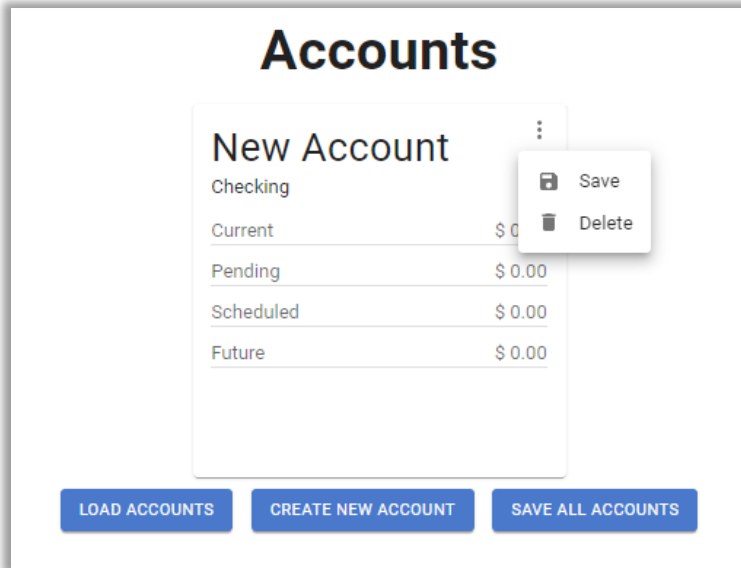 Accounts
New Account
Checking
Save
Delete
Current $ 0
Pending $ 0.00
Scheduled $ 0.00
Future $ 0.00
LOAD ACCOUNTS CREATE NEW ACCOUNT SAVE ALL ACCOUNTS